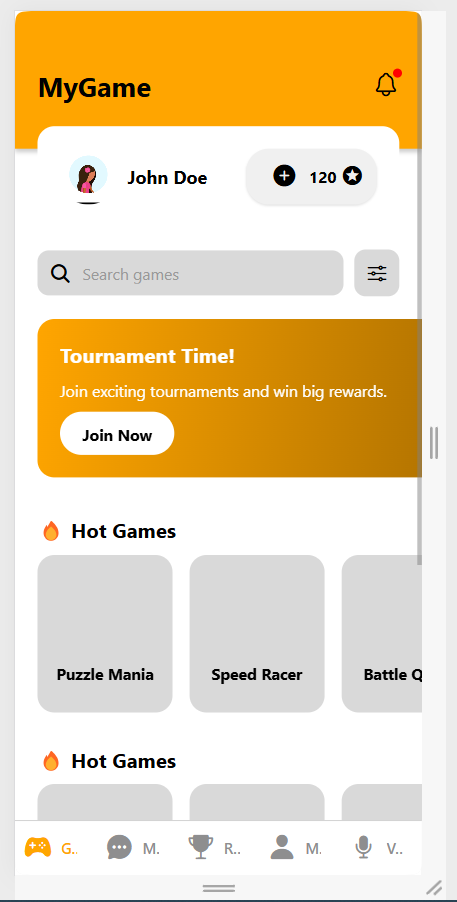 MyGame
John Doe
120
Search games
Tournament Time!
Join exciting tournaments and win big rewards.
Join Now
Hot Games
Puzzle Mania
Speed Racer
Battle Q
Hot Games
G..
M.
R..
M.
V..